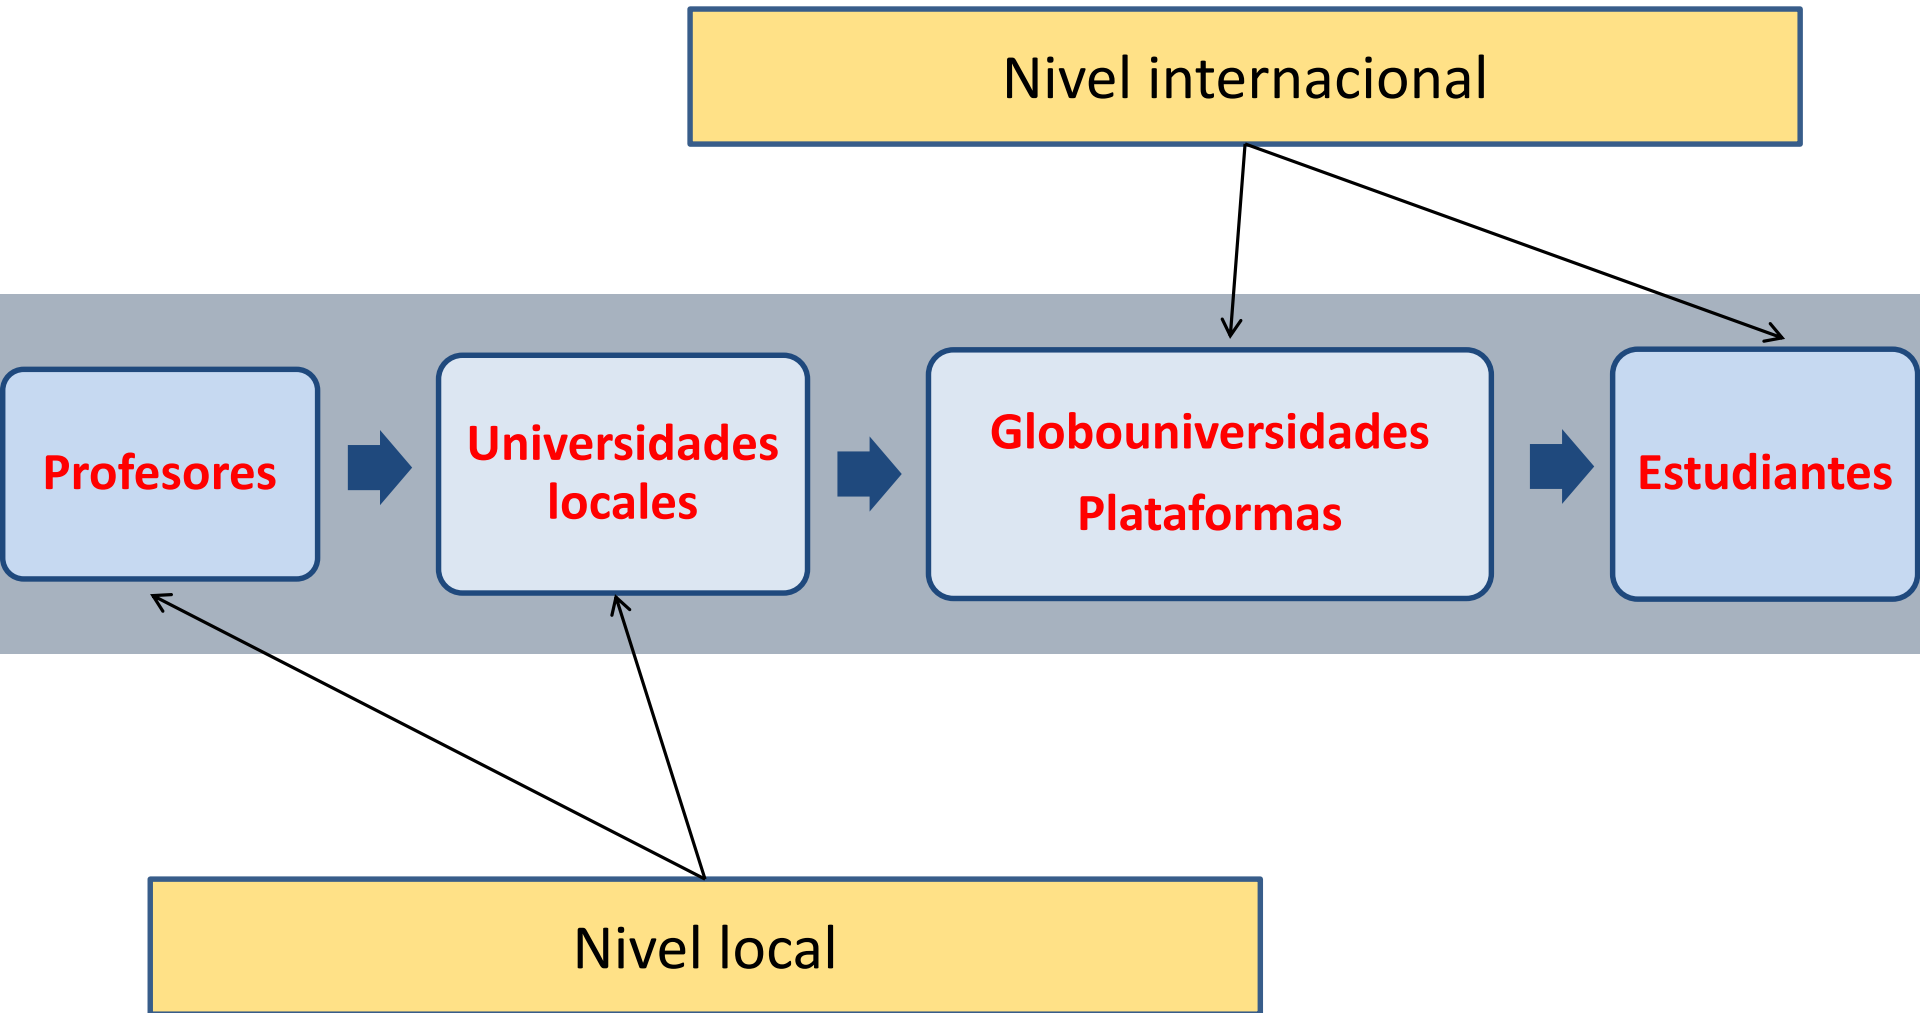 Nivel internacional
Profesores
Universidades
locales
Globouniversidades
Plataformas
Estudiantes
Nivel local